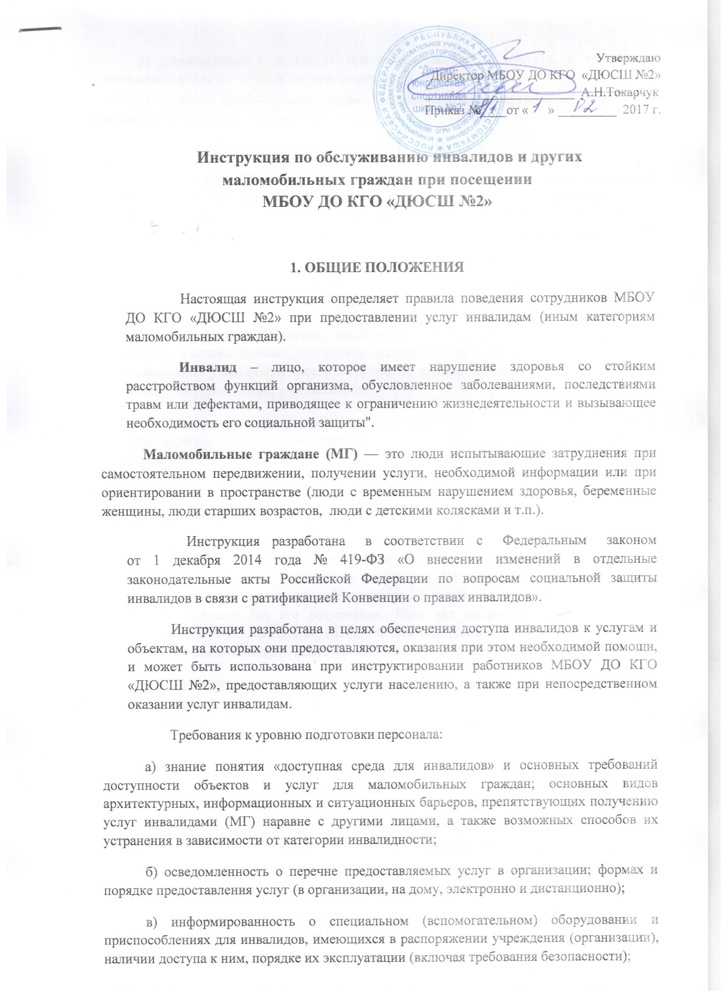 Утверждаю
Директор МБОУ ДО КГО «ДЮСШ №2»
А.Н.Токарчук
Приказ № от « 1 » 02 2017 г.
РОССИЙСКАЯ ФЕДЕРАЦИЯ * РЕСПУБЛИКА
"Детско-
юношеская
спортивная
школа №2"
Инструкция по обслуживанию инвалидов и других
маломобильных граждан при посещении
МБОУ ДО КГО «ДЮСШ №2»
1. ОБЩИЕ ПОЛОЖЕНИЯ
Настоящая инструкция определяет правила поведения сотрудников МБОУ
ДО КГО «ДЮСШ №2» при предоставлении услуг инвалидам (иным категориям
маломобильных граждан).
Инвалид – лицо, которое имеет нарушение здоровья со стойким
расстройством функций организма, обусловленное заболеваниями, последствиями
травм или дефектами, приводящее к ограничению жизнедеятельности и вызывающее
необходимость его социальной защиты".
Маломобильные граждане (МГ) — это люди испытывающие затруднения при
самостоятельном передвижении, получении услуги, необходимой информации или при
ориентировании в пространстве (люди с временным нарушением здоровья, беременные
женщины, люди старших возрастов, люди с детскими колясками и т.п.).
Инструкция разработана в соответствии с Федеральным законом
от 1 декабря 2014 года № 419-ФЗ «О внесении изменений в отдельные
законодательные акты Российской Федерации по вопросам социальной защиты
инвалидов в связи с ратификацией Конвенции о правах инвалидов».
Инструкция разработана в целях обеспечения доступа инвалидов к услугам и
объектам, на которых они предоставляются, оказания при этом необходимой помощи,
и может быть использована при инструктировании работников МБОУ ДО КГО
«ДЮСШ №2», предоставляющих услуги населению, а также при непосредственном
оказании услуг инвалидам.
Требования к уровню подготовки персонала:
а) знание понятия «доступная среда для инвалидов» и основных требований
доступности объектов и услуг для маломобильных граждан; основных видов
архитектурных, информационных и ситуационных барьеров, препятствующих получению
услуг инвалидами (МГ) наравне с другими лицами, а также возможных способов их
устранения в зависимости от категории инвалидности;
б) осведомленность о перечне предоставляемых услуг в организации; формах и
порядке предоставления услуг (в организации, на дому, электронно и дистанционно);
в) информированность о специальном (вспомогательном) оборудовании и
приспособлениях для инвалидов, имеющихся в распоряжении учреждения (организации),
наличии доступа к ним, порядке их эксплуатации (включая требования безопасности);